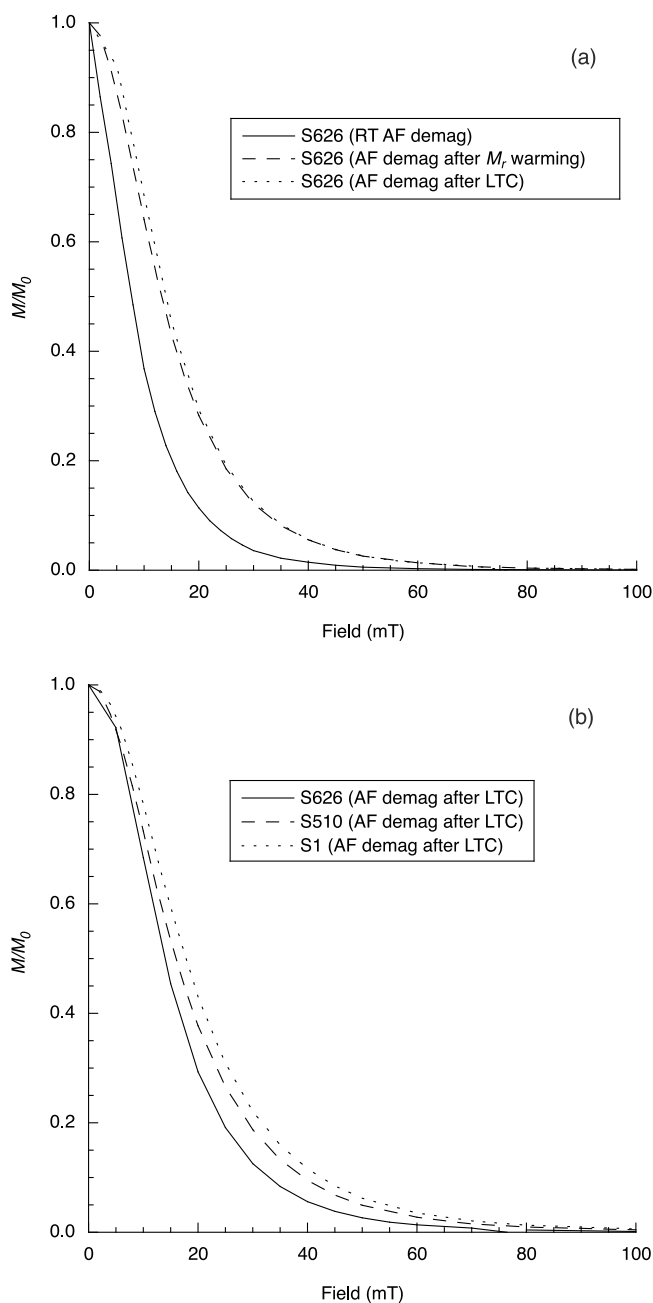 1.0
0.8
0.6
0.4
0.2
0.0
M/M0
(a)
S626 (RT AF demag)
S626 (AF demag after Mr warming)
S626 (AF demag after LTC)
0 20 40 60 80 100
Field (mT)
1.0
0.8
0.6
0.4
0.2
0.0
M/M0
(b)
S626 (AF demag after LTC)
S510 (AF demag after LTC)
S1 (AF demag after LTC)
0 20 40 60 80 100
Field (mT)